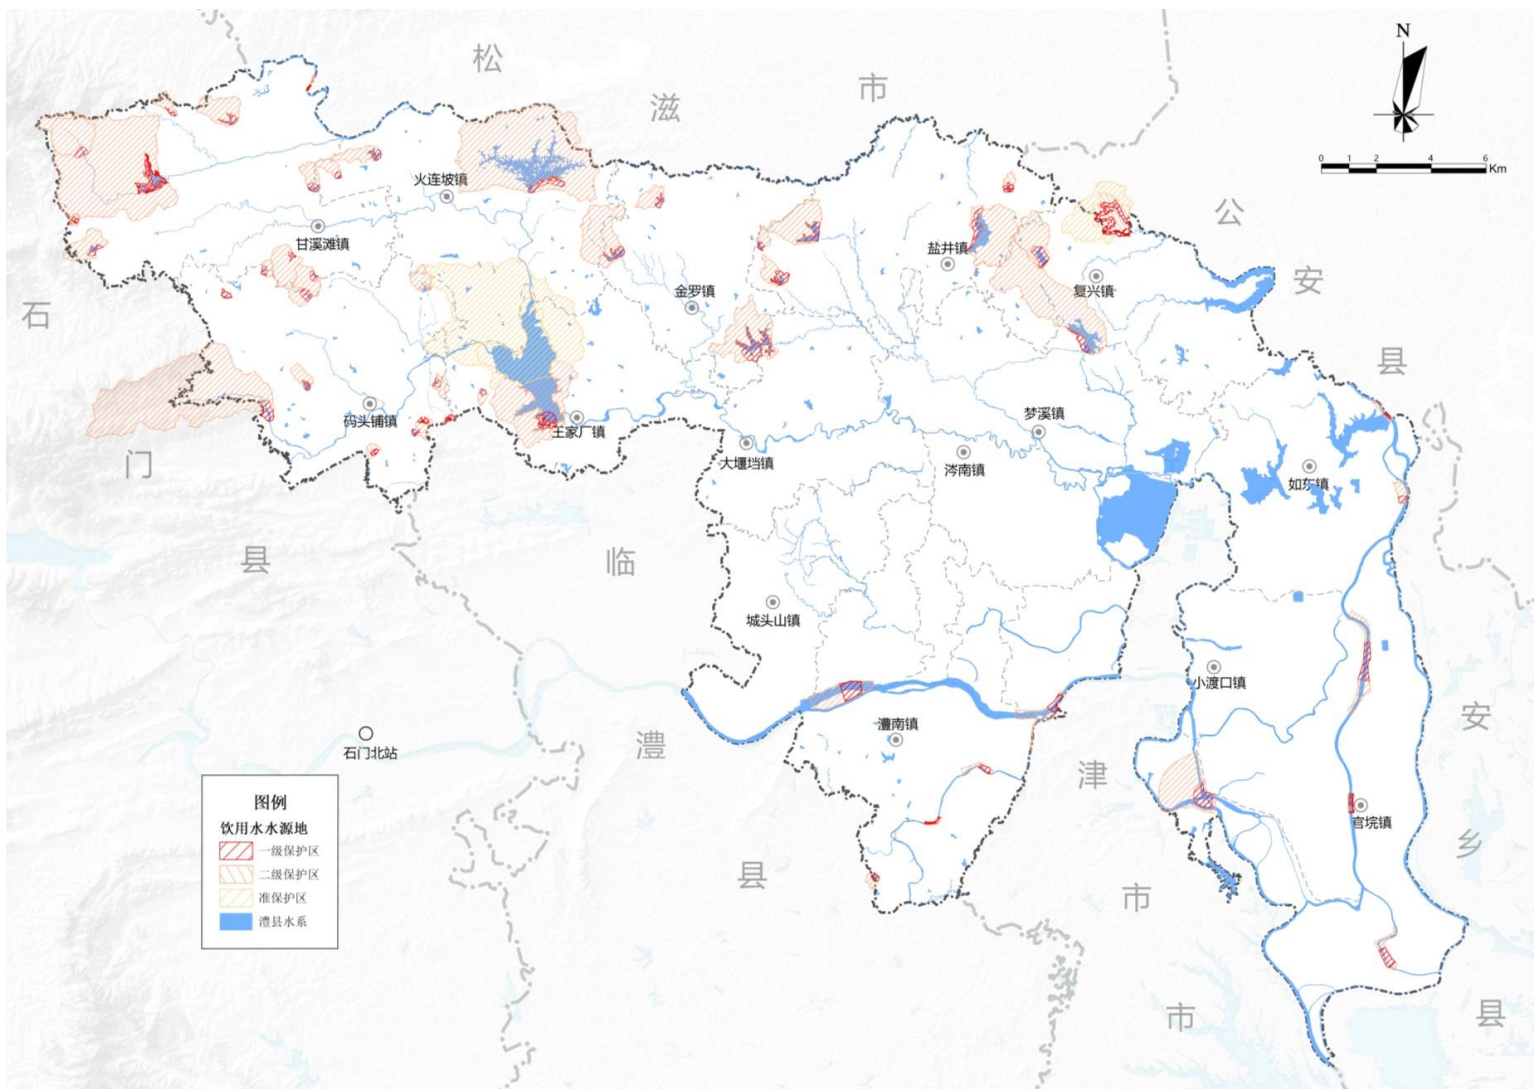 N
0 1 2 4 6 Km
松
滋
市
公
安
县
石
门
县
临
澧
县
津
市
市
安
乡
县
火连坡镇
甘溪滩镇
盐井镇
金罗镇
复兴镇
码头铺镇
王家厂镇
大堰垱镇
梦溪镇
涔南镇
如东镇
城头山镇
小渡口镇
澧南镇
石门北站
官垸镇
图例
饮用水水源地
一级保护区
二级保护区
准保护区
澧县水系